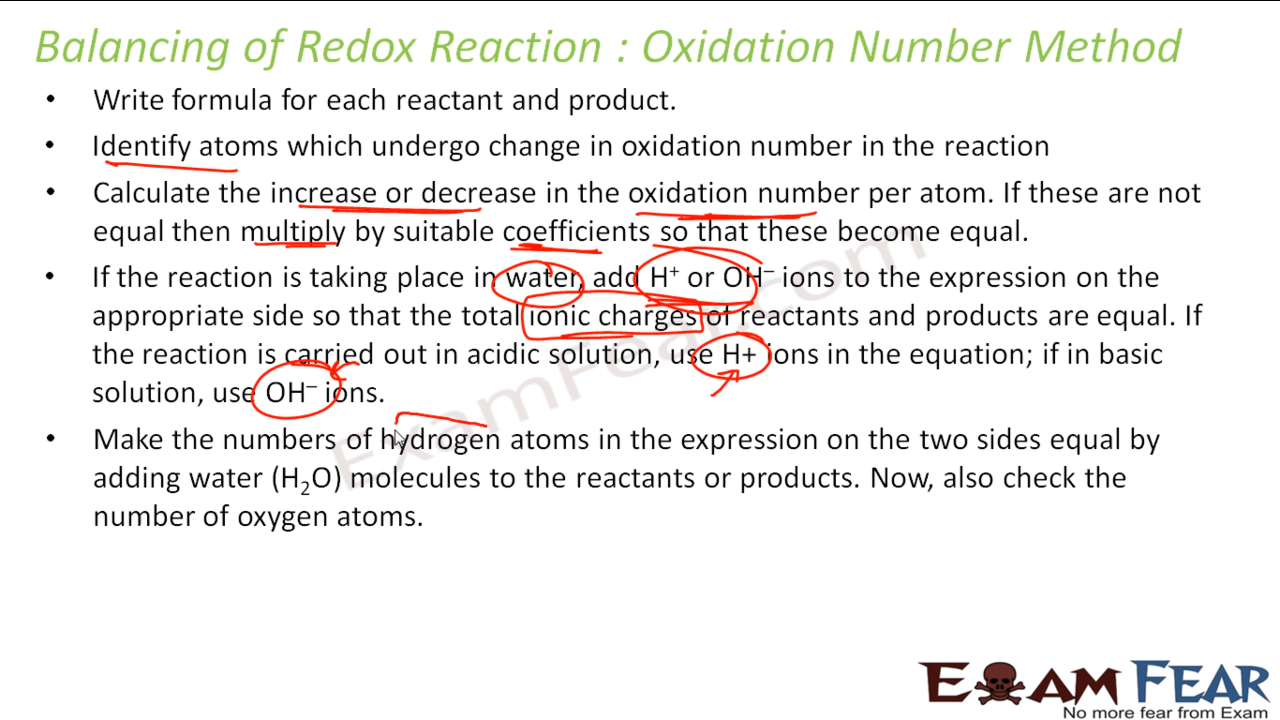 Balancing of Redox Reaction : Oxidation Number Method
• Write formula for each reactant and product.
• Identify atoms which undergo change in oxidation number in the reaction
• Calculate the increase or decrease in the oxidation number per atom. If these are not
equal then multiply by suitable coefficients so that these become equal.
• If the reaction is taking place in water, add H⁺ or OH⁻ ions to the expression on the
appropriate side so that the total ionic charges of reactants and products are equal. If
the reaction is carried out in acidic solution, use H+ ions in the equation; if in basic
solution, use OH⁻ ions.
• Make the numbers of hydrogen atoms in the expression on the two sides equal by
adding water (H₂O) molecules to the reactants or products. Now, also check the
number of oxygen atoms.
ExamFear.com
EXAM FEAR
No more fear from Exam